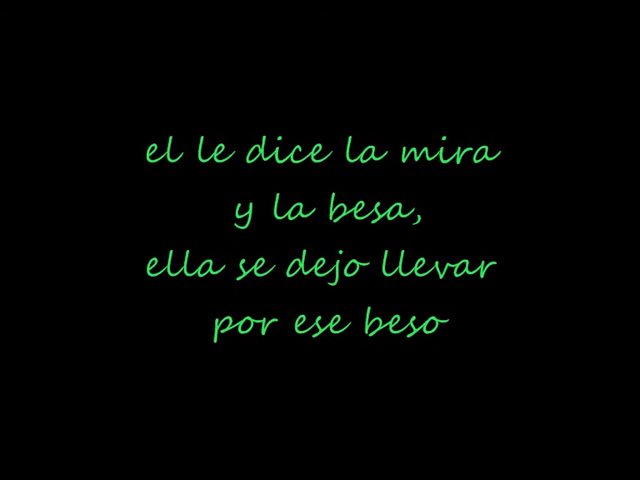 el le dice la mira
y la besa,
ella se dejo llevar
por ese beso